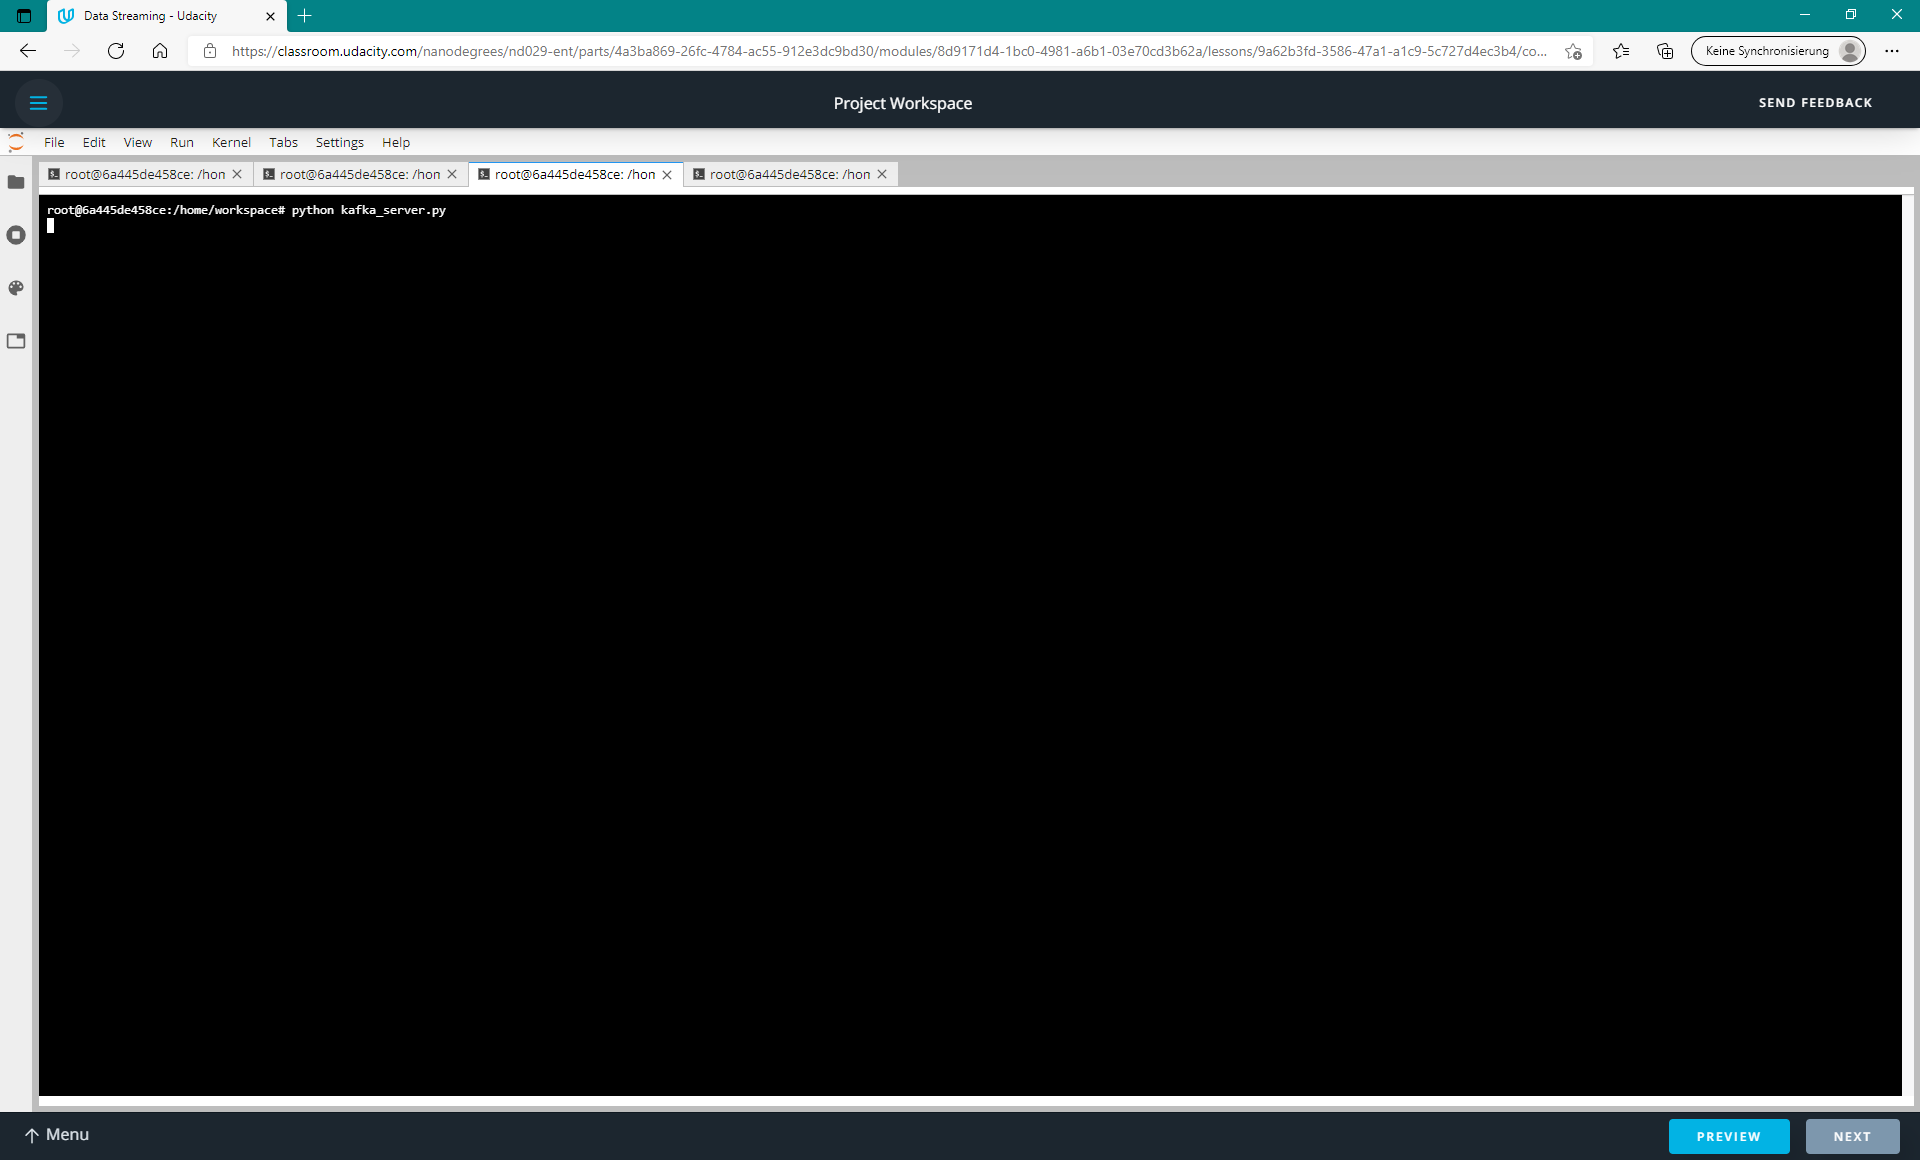 Data Streaming - Udacity
https://classroom.udacity.com/nanodegrees/nd029-ent/parts/4a3ba869-26fc-4784-ac55-912e3dc9bd30/modules/8d9171d4-1bc0-4981-a6b1-03e70cd3b62a/lessons/9a62b3fd-3586-47a1-a1c9-5c727d4ec3b4/co...
Keine Synchronisierung
Project Workspace
SEND FEEDBACK
File Edit View Run Kernel Tabs Settings Help
root@6a445de458ce: /hon root@6a445de458ce: /hon root@6a445de458ce: /hon root@6a445de458ce: /hon
root@6a445de458ce:/home/workspace# python kafka_server.py
Menu
PREVIEW
NEXT